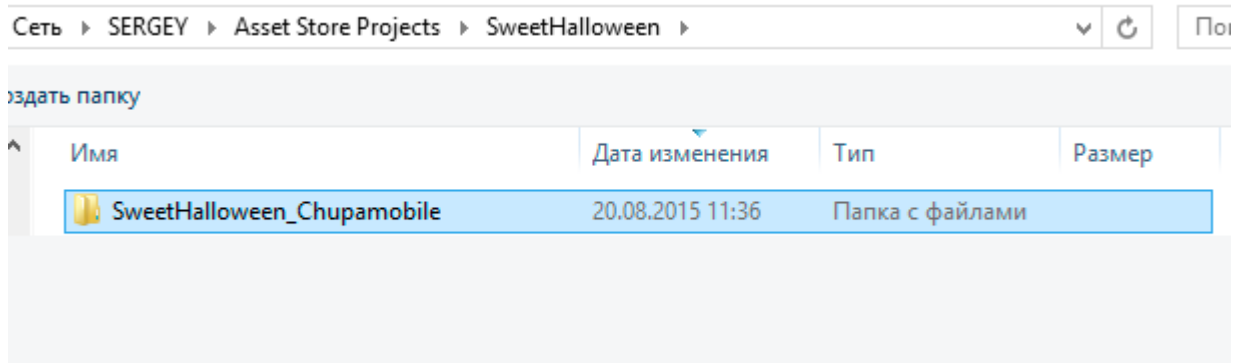 Сеть ▸ SERGEY ▸ Asset Store Projects ▸ SweetHalloween ▸
оздать папку
Имя Дата изменения Тип Размер
SweetHalloween_Chupamobile 20.08.2015 11:36 Папка с файлами